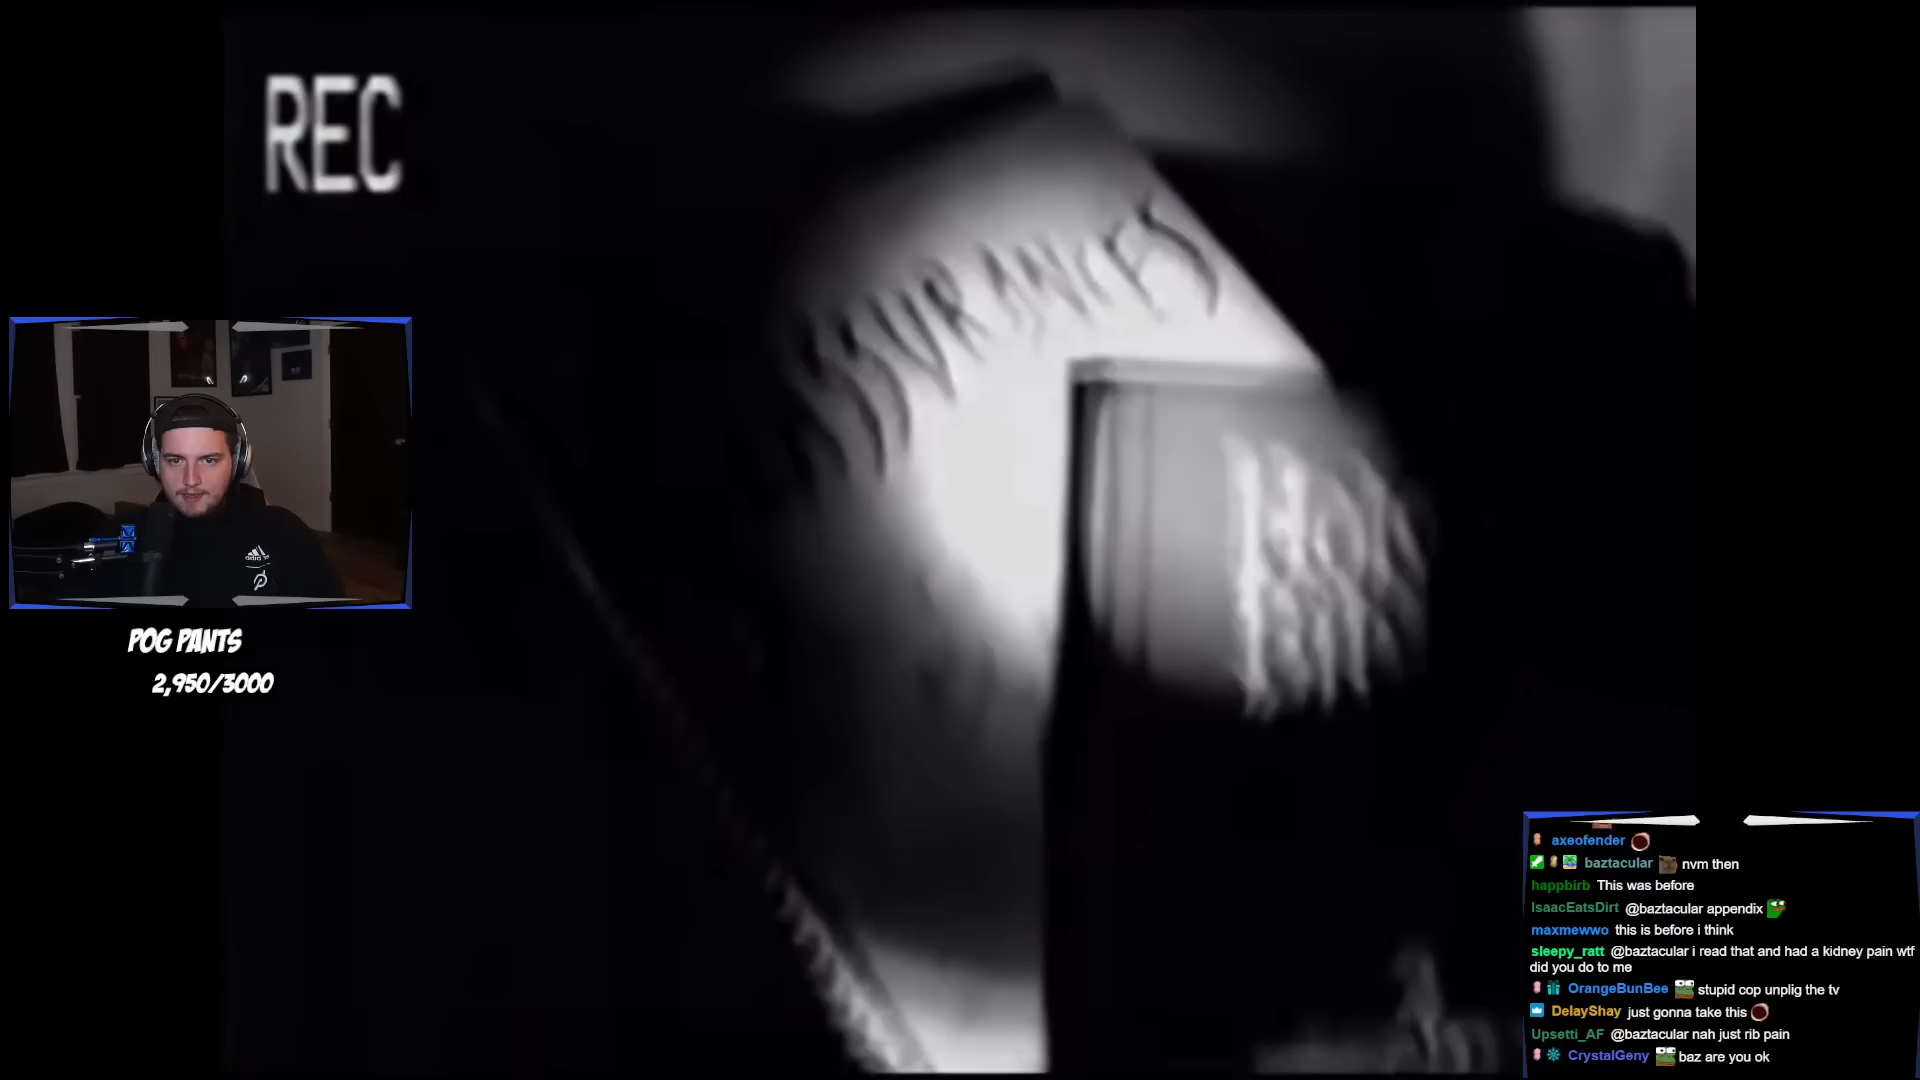 REC
SSURANCES
POG PANTS
2,950/3000
axeofender
baztacular nvm then
happbirb This was before
IsaacEatsDirt @baztacular appendix
maxmewwo this is before i think
sleepy_ratt @baztacular i read that and had a kidney pain wtf
did you do to me
OrangeBunBee stupid cop unplig the tv
DelayShay just gonna take this
Upsetti_AF @baztacular nah just rib pain
CrystalGeny baz are you ok